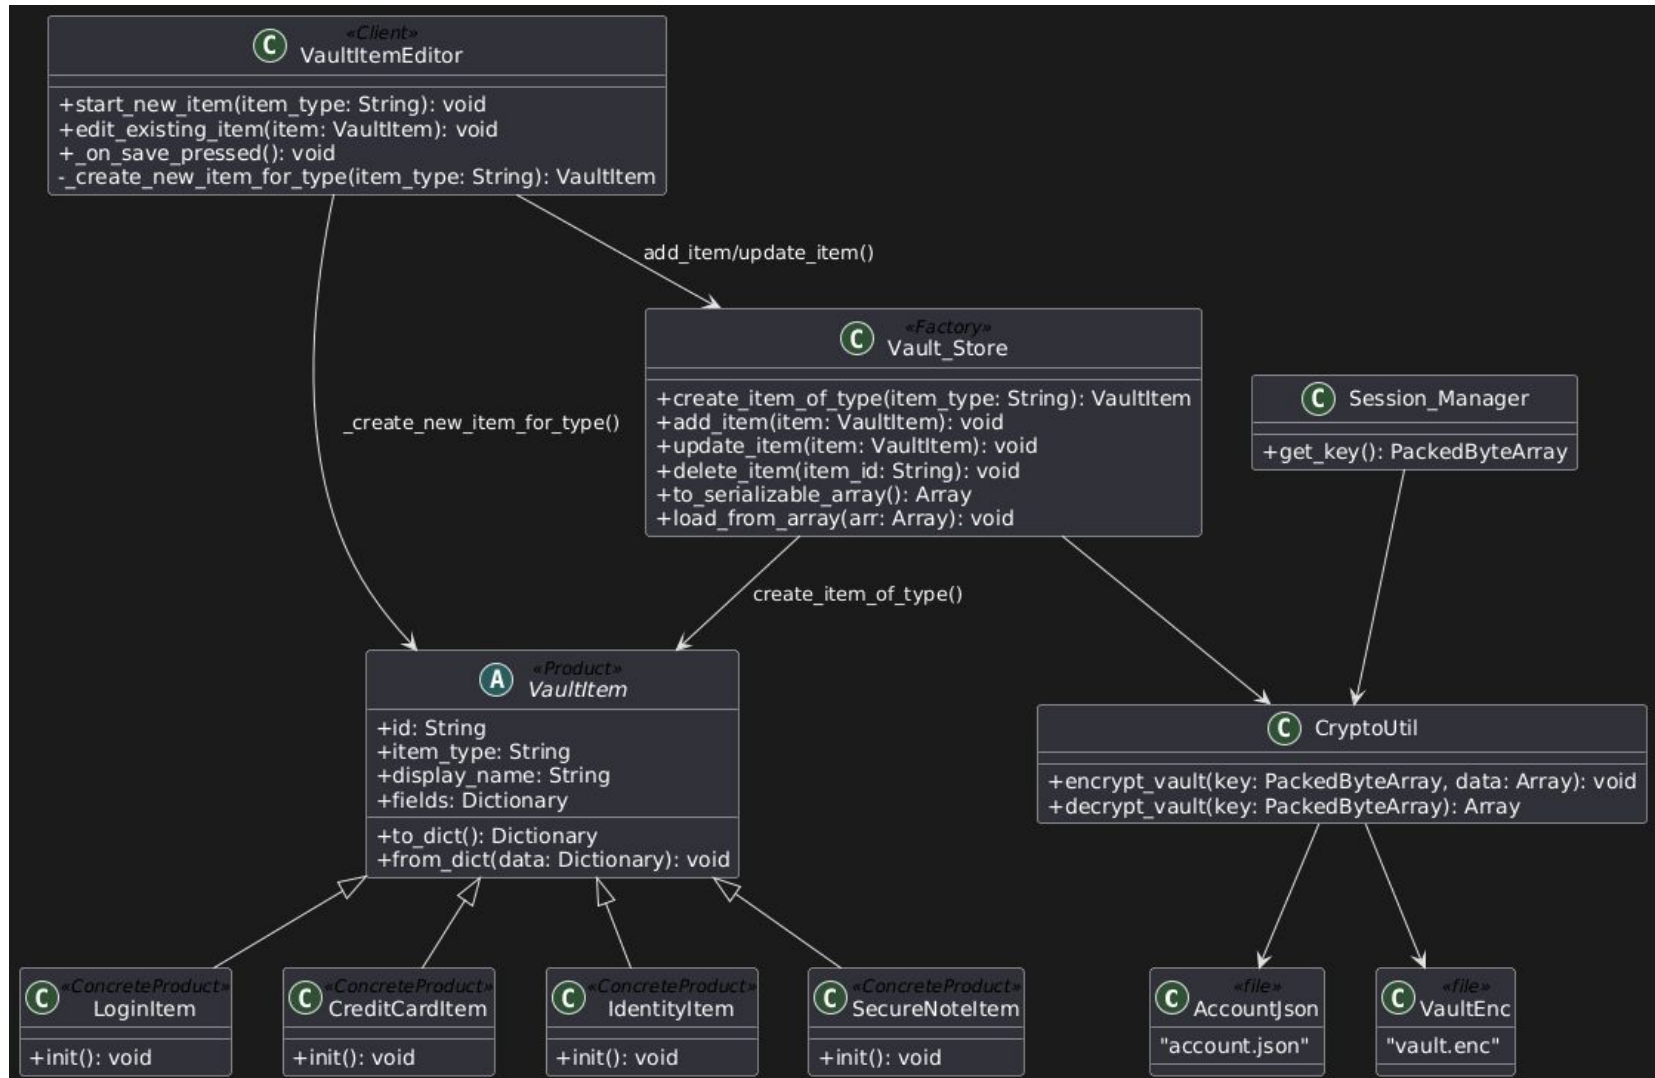 «Client»
C VaultItemEditor
+start_new_item(item_type: String): void
+edit_existing_item(item: VaultItem): void
+_on_save_pressed(): void
-_create_new_item_for_type(item_type: String): VaultItem
add_item/update_item()
_create_new_item_for_type()
«Factory»
C Vault_Store
+create_item_of_type(item_type: String): VaultItem
+add_item(item: VaultItem): void
+update_item(item: VaultItem): void
+delete_item(item_id: String): void
+to_serializable_array(): Array
+load_from_array(arr: Array): void
C Session_Manager
+get_key(): PackedByteArray
create_item_of_type()
«Product»
A VaultItem
+id: String
+item_type: String
+display_name: String
+fields: Dictionary
+to_dict(): Dictionary
+from_dict(data: Dictionary): void
C CryptoUtil
+encrypt_vault(key: PackedByteArray, data: Array): void
+decrypt_vault(key: PackedByteArray): Array
«ConcreteProduct»
C LoginItem
+init(): void
«ConcreteProduct»
C CreditCardItem
+init(): void
«ConcreteProduct»
C IdentityItem
+init(): void
«ConcreteProduct»
C SecureNoteItem
+init(): void
«file»
C AccountJson
"account.json"
«file»
C VaultEnc
"vault.enc"